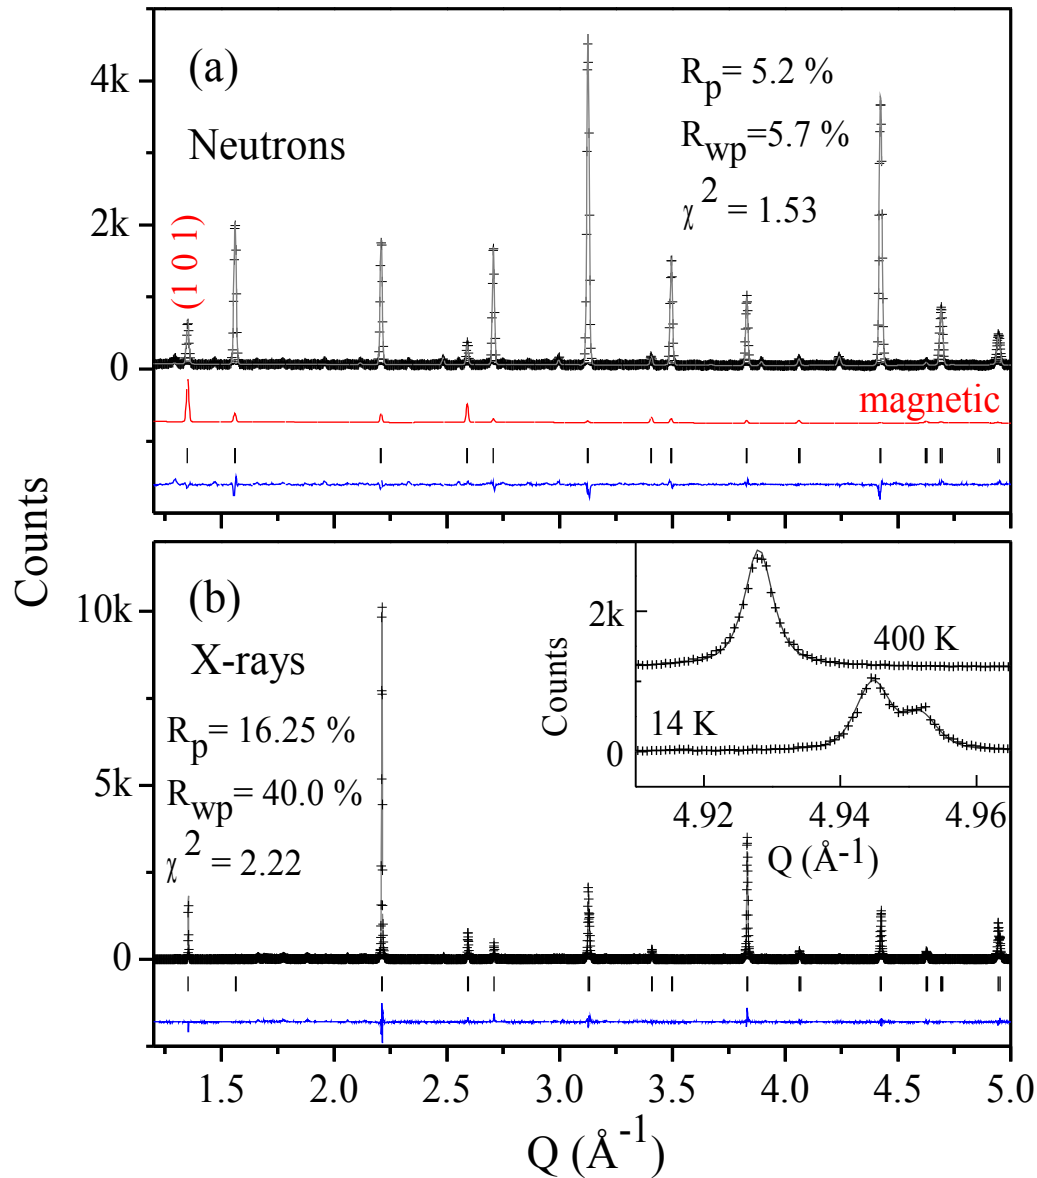 (a)
Neutrons
R_p= 5.2 %
R_wp=5.7 %
χ^2 = 1.53
4k
2k
0
(1 0 1)
magnetic
Counts
(b)
X-rays
R_p= 16.25 %
R_wp= 40.0 %
χ^2 = 2.22
10k
5k
0
Counts
2k
0
400 K
14 K
4.92 4.94 4.96
Q (Å^-1)
1.5 2.0 2.5 3.0 3.5 4.0 4.5 5.0
Q (Å^-1)